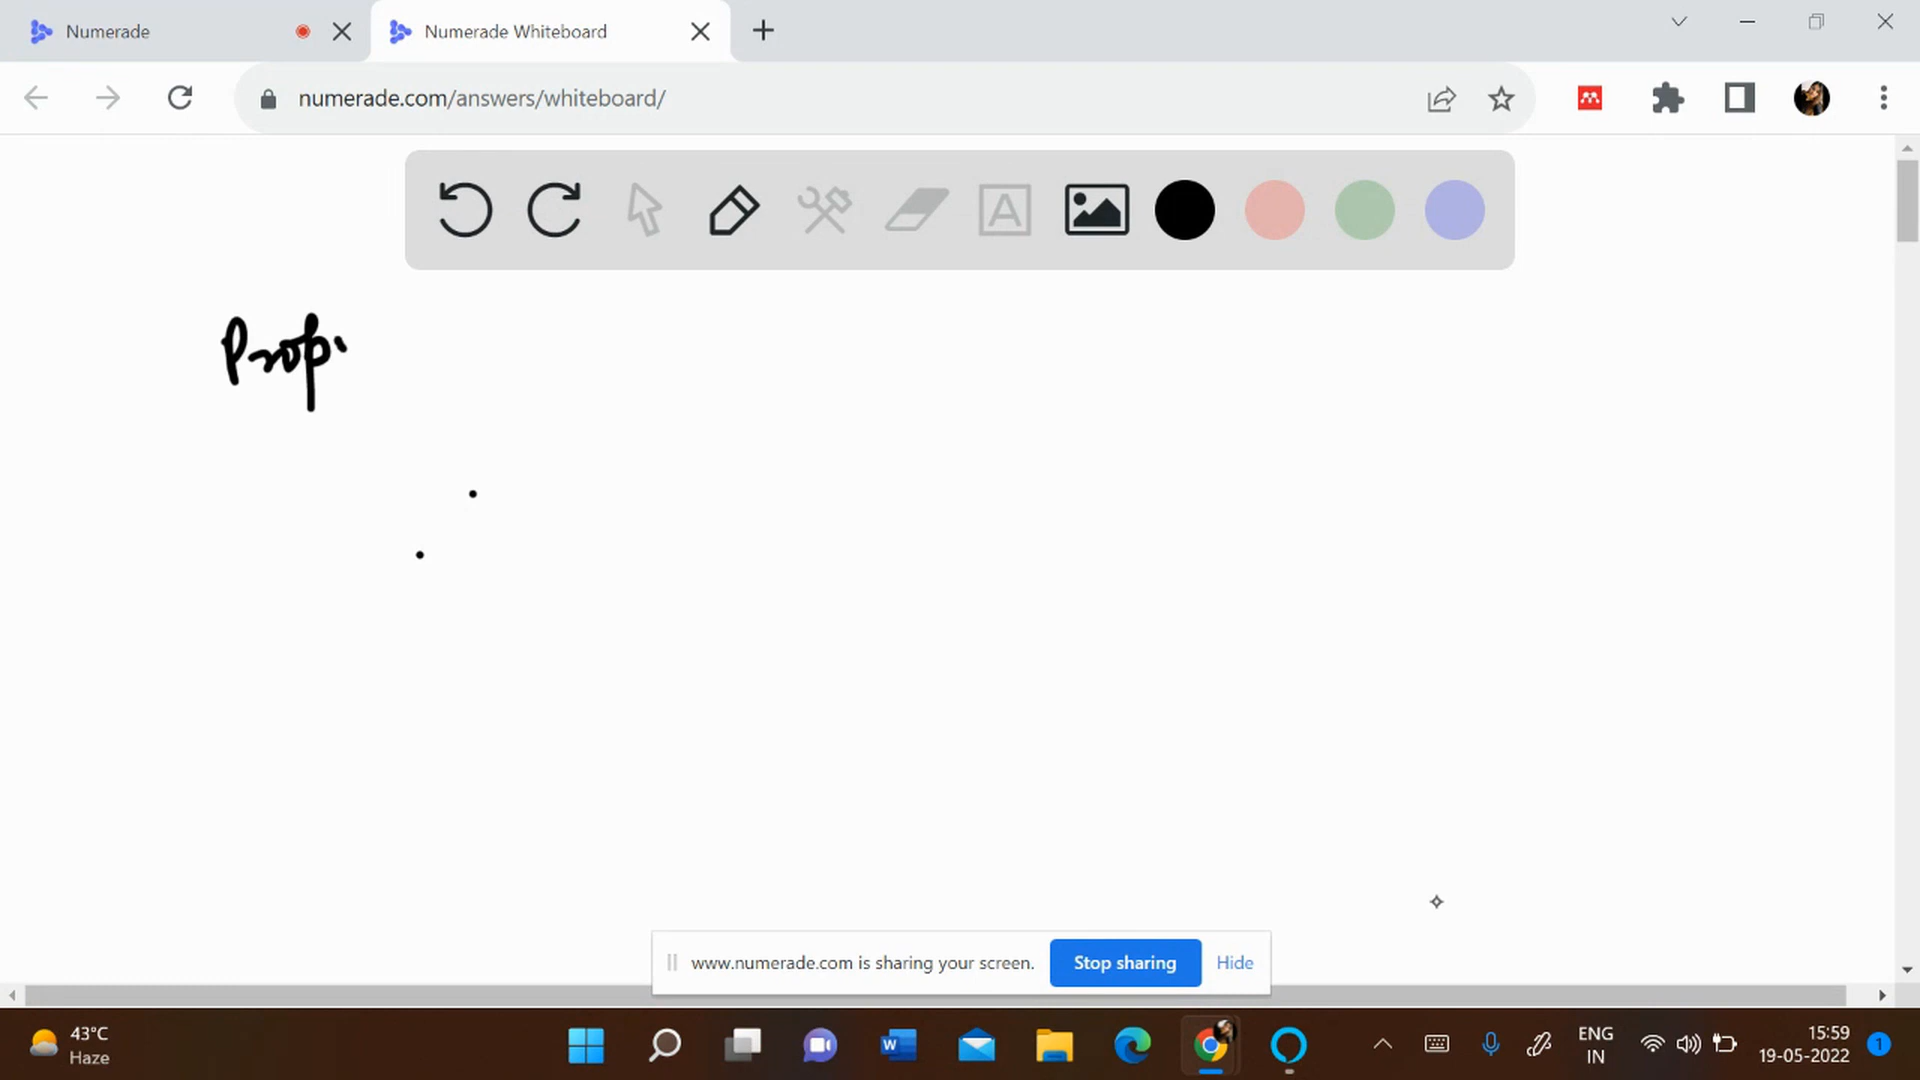 Numerade
Numerade Whiteboard
numerade.com/answers/whiteboard/
A
Prop
www.numerade.com is sharing your screen.
Stop sharing
Hide
43°C
Haze
W
ENG
IN
15:59
19-05-2022
1